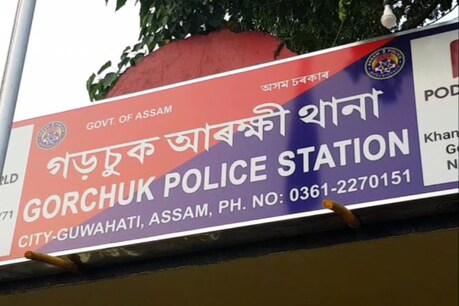 GOVT. OF ASSAM
অসম চৰকাৰ
গড়চুক আৰক্ষী থানা
GORCHUK POLICE STATION
CITY-GUWAHATI, ASSAM, PH. NO: 0361-2270151